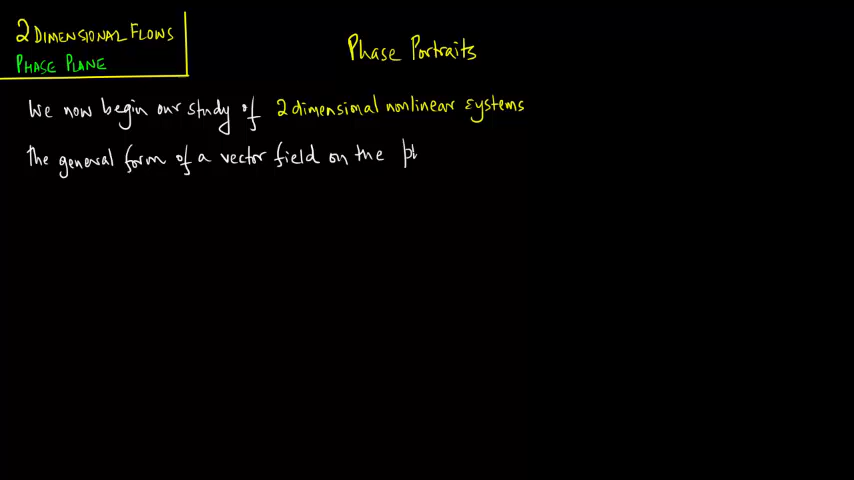 2 DIMENSIONAL FLOWS
PHASE PLANE
Phase Portraits
We now begin our study of 2 dimensional nonlinear systems
The general form of a vector field on the